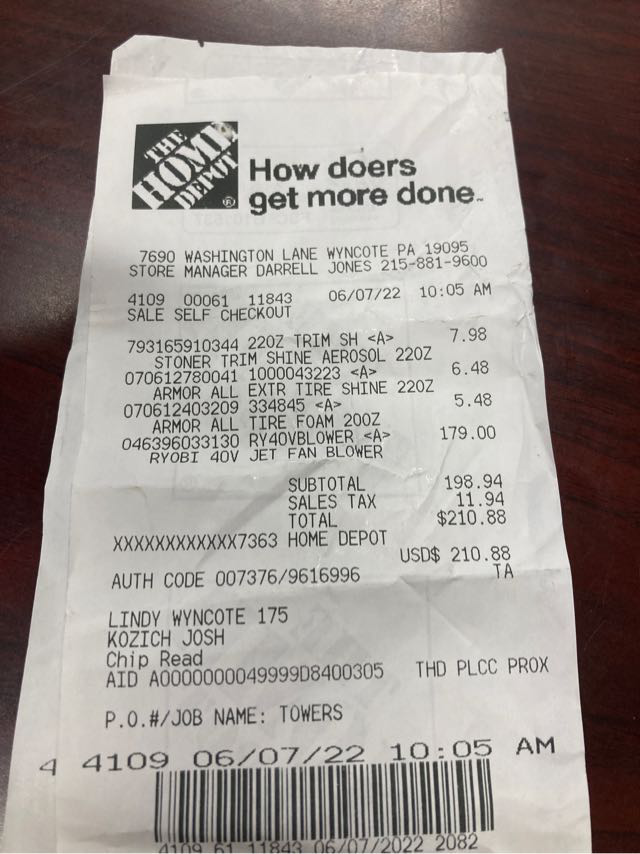 THE
HOME
DEPOT
®
How doers
get more done™
7690 WASHINGTON LANE WYNCOTE PA 19095
STORE MANAGER DARRELL JONES 215-881-9600
4109 00061 11843 06/07/22 10:05 AM
SALE SELF CHECKOUT
793165910344 22OZ TRIM SH <A> 7.98
STONER TRIM SHINE AEROSOL 22OZ
070612780041 1000043223 <A> 6.48
ARMOR ALL EXTR TIRE SHINE 22OZ
070612403209 334845 <A> 5.48
ARMOR ALL TIRE FOAM 20OZ
046396033130 RY40VBLOWER <A> 179.00
RYOBI 40V JET FAN BLOWER
SUBTOTAL 198.94
SALES TAX 11.94
TOTAL $210.88
XXXXXXXXXXXX7363 HOME DEPOT
USD$ 210.88
AUTH CODE 007376/9616996 TA
LINDY WYNCOTE 175
KOZICH JOSH
Chip Read
AID A0000000049999D8400305 THD PLCC PROX
P.O.#/JOB NAME: TOWERS
4 4109 06/07/22 10:05 AM
4109 61 11843 06/07/2022 2082